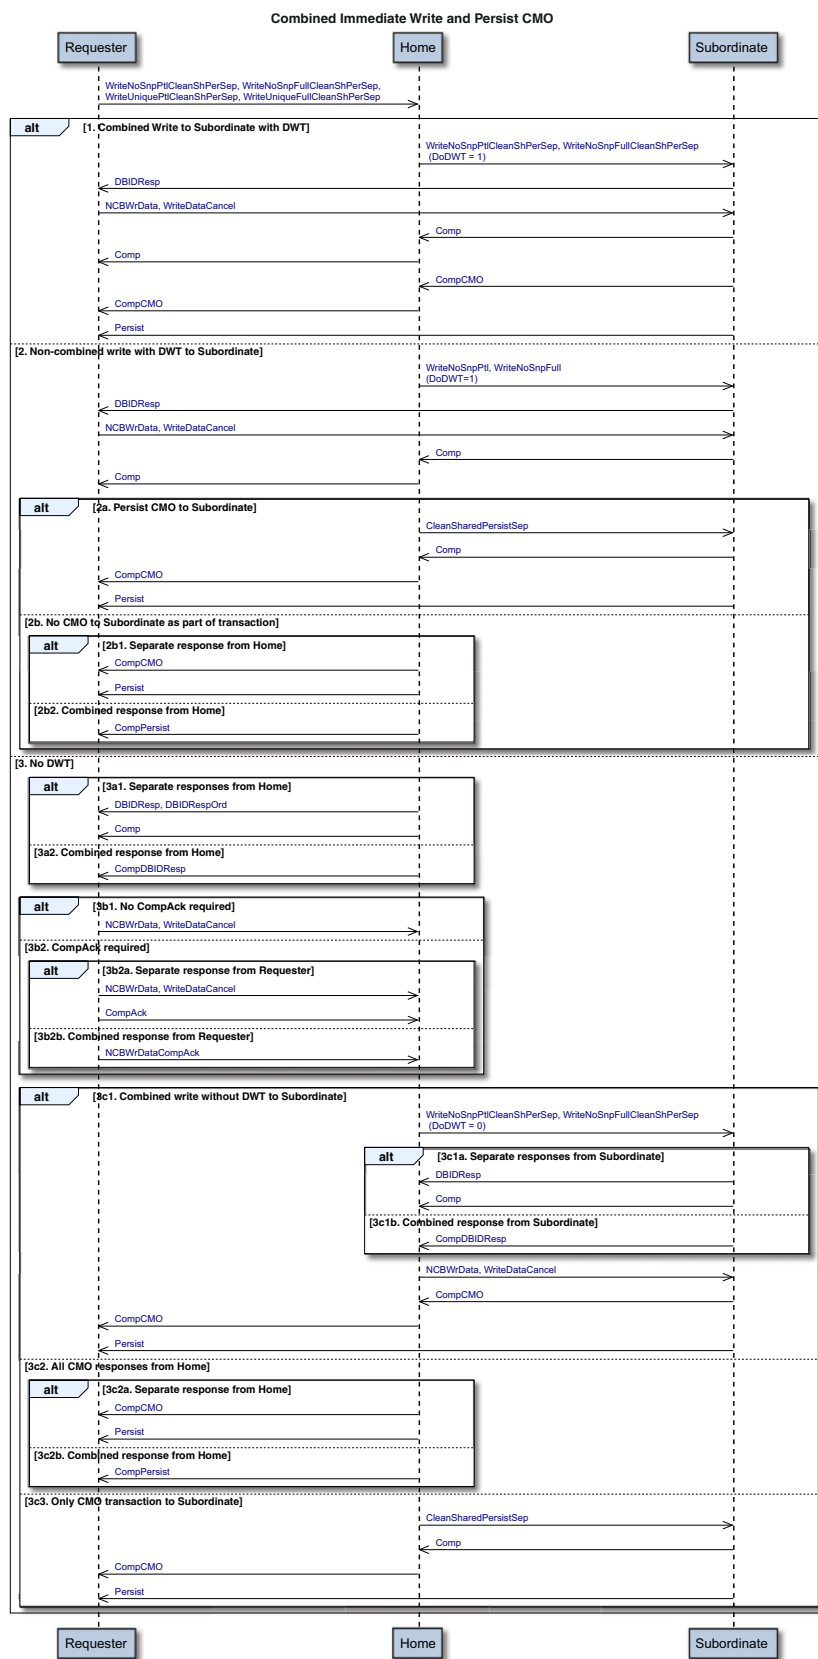 Combined Immediate Write and Persist CMO
Requester
Home
Subordinate
WriteNoSnpPtlCleanShPerSep, WriteNoSnpFullCleanShPerSep,
WriteUniquePtlCleanShPerSep, WriteUniqueFullCleanShPerSep
alt
[1. Combined Write to Subordinate with DWT]
WriteNoSnpPtlCleanShPerSep, WriteNoSnpFullCleanShPerSep
(DoDWT = 1)
DBIDResp
NCBWrData, WriteDataCancel
Comp
Comp
CompCMO
CompCMO
Persist
[2. Non-combined write with DWT to Subordinate]
WriteNoSnpPtl, WriteNoSnpFull
(DoDWT=1)
DBIDResp
NCBWrData, WriteDataCancel
Comp
Comp
alt
[2a. Persist CMO to Subordinate]
CleanSharedPersistSep
Comp
CompCMO
Persist
[2b. No CMO to Subordinate as part of transaction]
alt
[2b1. Separate response from Home]
CompCMO
Persist
[2b2. Combined response from Home]
CompPersist
[3. No DWT]
alt
[3a1. Separate responses from Home]
DBIDResp, DBIDRespOrd
Comp
[3a2. Combined response from Home]
CompDBIDResp
alt
[3b1. No CompAck required]
NCBWrData, WriteDataCancel
[3b2. CompAck required]
alt
[3b2a. Separate response from Requester]
NCBWrData, WriteDataCancel
CompAck
[3b2b. Combined response from Requester]
NCBWrDataCompAck
alt
[3c1. Combined write without DWT to Subordinate]
WriteNoSnpPtlCleanShPerSep, WriteNoSnpFullCleanShPerSep
(DoDWT = 0)
alt
[3c1a. Separate responses from Subordinate]
DBIDResp
Comp
[3c1b. Combined response from Subordinate]
CompDBIDResp
NCBWrData, WriteDataCancel
CompCMO
CompCMO
Persist
[3c2. All CMO responses from Home]
alt
[3c2a. Separate response from Home]
CompCMO
Persist
[3c2b. Combined response from Home]
CompPersist
[3c3. Only CMO transaction to Subordinate]
CleanSharedPersistSep
Comp
CompCMO
Persist
Requester
Home
Subordinate